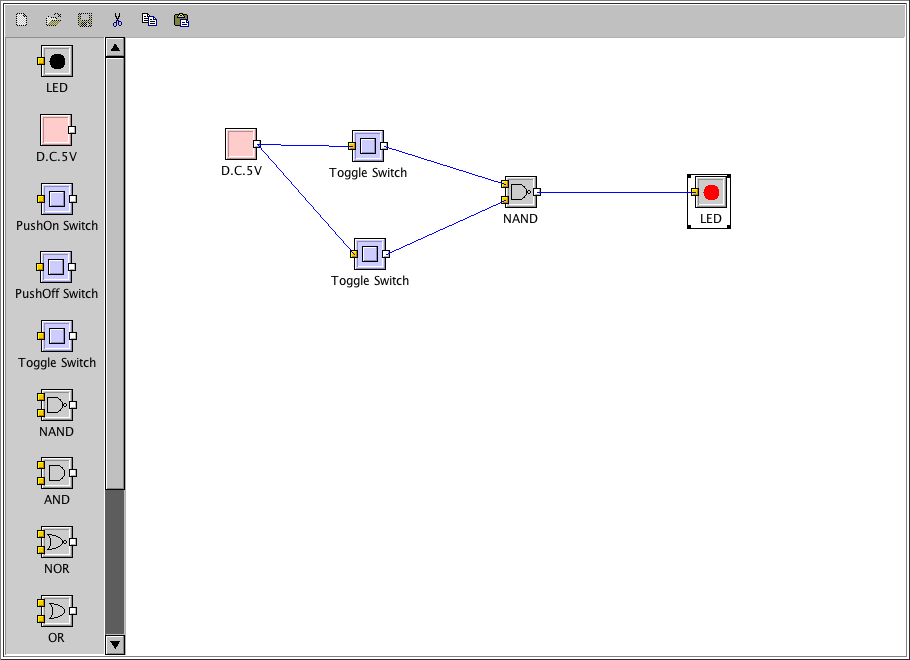 LED
D.C.5V
PushOn Switch
PushOff Switch
Toggle Switch
NAND
AND
NOR
OR
D.C.5V
Toggle Switch
Toggle Switch
NAND
LED